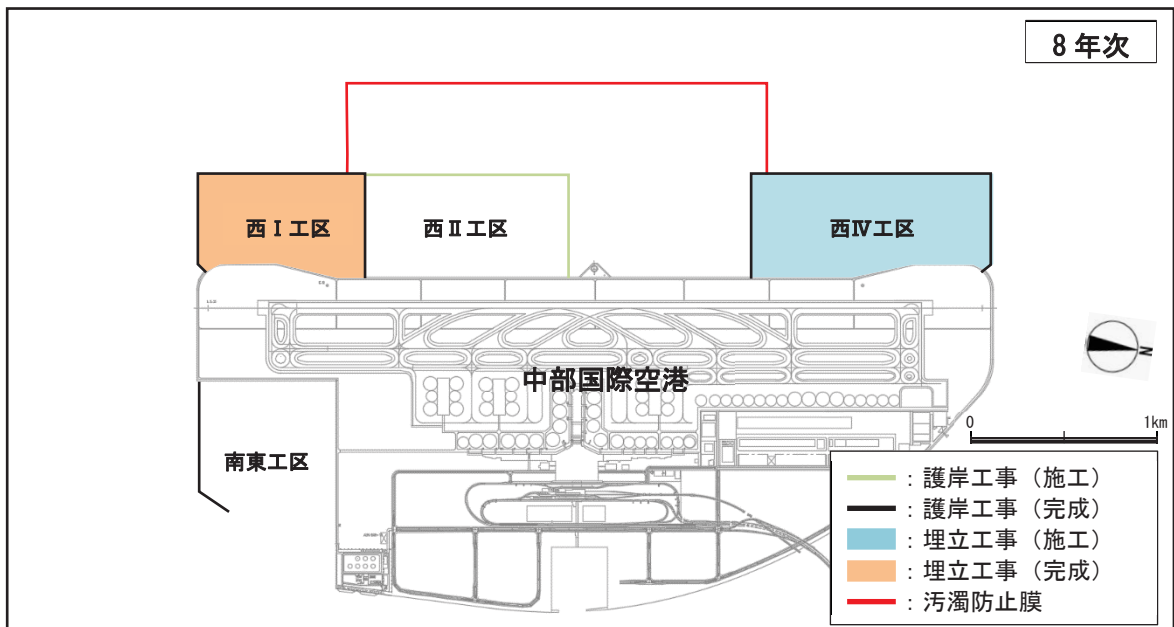 8年次
西Ⅰ工区
西Ⅱ工区
西Ⅳ工区
中部国際空港
N
0
1km
南東工区
：護岸工事（施工）
：護岸工事（完成）
：埋立工事（施工）
：埋立工事（完成）
：汚濁防止膜